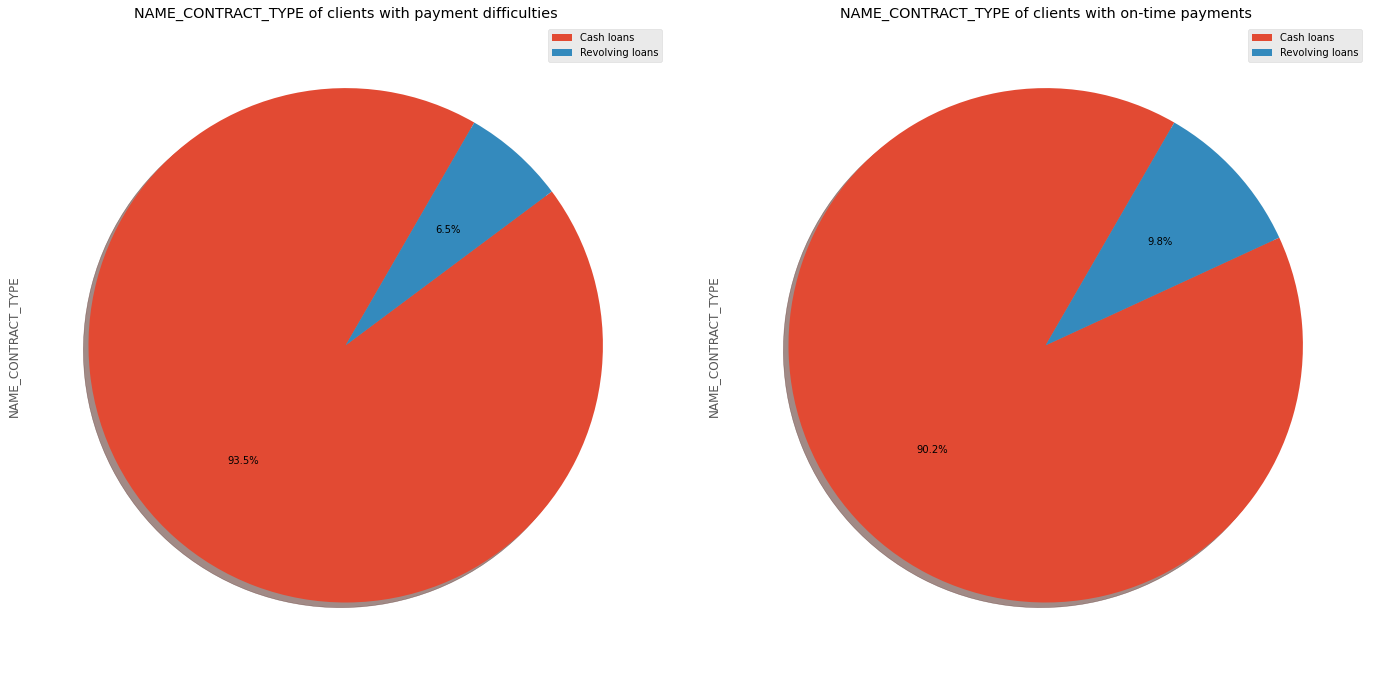 NAME_CONTRACT_TYPE of clients with payment difficulties
Cash loans
Revolving loans
6.5%
93.5%
NAME_CONTRACT_TYPE
NAME_CONTRACT_TYPE of clients with on-time payments
Cash loans
Revolving loans
9.8%
90.2%
NAME_CONTRACT_TYPE